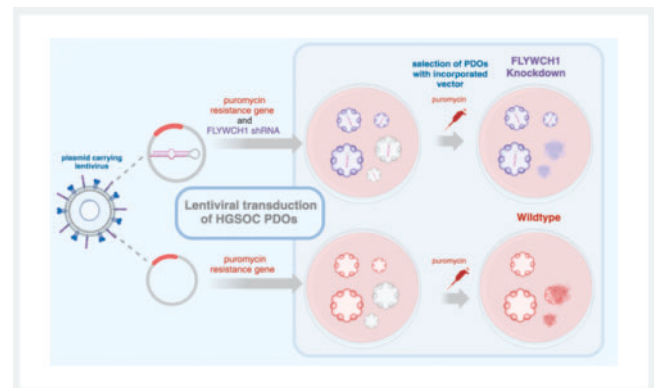 selection of PDOs
with incorporated
vector
FLYWCH1
Knockdown
puromycin
resistance gene
and
FLYWCH1 shRNA
puromycin
plasmid carrying
lentivirus
Lentiviral transduction
of HGSOC PDOs
Wildtype
puromycin
resistance gene
puromycin